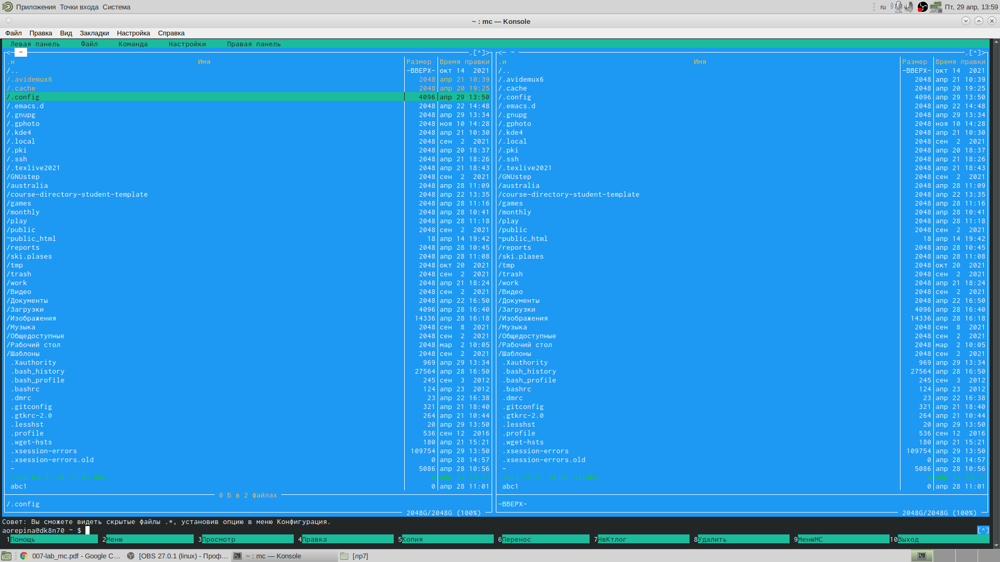 Приложения Точки входа Система
ru
Пт, 29 апр, 13:59
~ : mc — Konsole
Файл Правка Вид Закладки Настройка Справка
Левая панель Файл Команда Настройки Правая панель
<─ ~ .[^]>
.и Имя Размер Время правки
/.. -ВВЕРХ- окт 14 2021
/.avidemux6 2048 апр 21 10:39
/.cache 2048 апр 20 19:25
/.config 4096 апр 29 13:50
/.emacs.d 2048 апр 22 14:48
/.gnupg 2048 апр 29 13:34
/.gphoto 2048 ноя 10 14:28
/.kde4 2048 апр 21 10:30
/.local 2048 сен 2 2021
/.pki 2048 апр 20 18:37
/.ssh 2048 апр 21 18:26
/.texlive2021 2048 апр 21 18:43
/GNUstep 2048 сен 2 2021
/australia 2048 апр 28 11:09
/course-directory-student-template 2048 апр 22 13:35
/games 2048 апр 28 11:16
/monthly 2048 апр 28 10:41
/play 2048 апр 28 11:18
/public 2048 сен 2 2021
~public_html 18 апр 14 19:42
/reports 2048 апр 28 10:45
/ski.plases 2048 апр 28 11:08
/tmp 2048 окт 20 2021
/trash 2048 сен 2 2021
/work 2048 апр 21 18:24
/Видео 2048 сен 2 2021
/Документы 2048 апр 22 16:50
/Загрузки 4096 апр 28 16:40
/Изображения 14336 апр 28 16:18
/Музыка 2048 сен 8 2021
/Общедоступные 2048 сен 2 2021
/Рабочий стол 2048 мар 2 10:05
/Шаблоны 2048 сен 2 2021
.Xauthority 969 апр 29 13:34
.bash_history 27564 апр 28 16:50
.bash_profile 245 сен 3 2012
.bashrc 124 апр 23 2012
.dmrc 23 апр 22 16:38
.gitconfig 321 апр 21 18:40
.gtkrc-2.0 264 апр 21 10:44
.lesshst 20 апр 29 13:50
.profile 536 сен 12 2016
.wget-hsts 180 апр 21 15:21
.xsession-errors 109754 апр 29 13:50
.xsession-errors.old 0 апр 28 14:57
- 5086 апр 28 10:56
abc1 0 апр 28 11:01
0 Б в 2 файлах
/.config
2048G/2048G (100%)
<─ ~ .[^]>
.и Имя Размер Время правки
/.. -ВВЕРХ- окт 14 2021
/.avidemux6 2048 апр 21 10:39
/.cache 2048 апр 20 19:25
/.config 4096 апр 29 13:50
/.emacs.d 2048 апр 22 14:48
/.gnupg 2048 апр 29 13:34
/.gphoto 2048 ноя 10 14:28
/.kde4 2048 апр 21 10:30
/.local 2048 сен 2 2021
/.pki 2048 апр 20 18:37
/.ssh 2048 апр 21 18:26
/.texlive2021 2048 апр 21 18:43
/GNUstep 2048 сен 2 2021
/australia 2048 апр 28 11:09
/course-directory-student-template 2048 апр 22 13:35
/games 2048 апр 28 11:16
/monthly 2048 апр 28 10:41
/play 2048 апр 28 11:18
/public 2048 сен 2 2021
~public_html 18 апр 14 19:42
/reports 2048 апр 28 10:45
/ski.plases 2048 апр 28 11:08
/tmp 2048 окт 20 2021
/trash 2048 сен 2 2021
/work 2048 апр 21 18:24
/Видео 2048 сен 2 2021
/Документы 2048 апр 22 16:50
/Загрузки 4096 апр 28 16:40
/Изображения 14336 апр 28 16:18
/Музыка 2048 сен 8 2021
/Общедоступные 2048 сен 2 2021
/Рабочий стол 2048 мар 2 10:05
/Шаблоны 2048 сен 2 2021
.Xauthority 969 апр 29 13:34
.bash_history 27564 апр 28 16:50
.bash_profile 245 сен 3 2012
.bashrc 124 апр 23 2012
.dmrc 23 апр 22 16:38
.gitconfig 321 апр 21 18:40
.gtkrc-2.0 264 апр 21 10:44
.lesshst 20 апр 29 13:50
.profile 536 сен 12 2016
.wget-hsts 180 апр 21 15:21
.xsession-errors 109754 апр 29 13:50
.xsession-errors.old 0 апр 28 14:57
- 5086 апр 28 10:56
abc1 0 апр 28 11:01
-ВВЕРХ-
2048G/2048G (100%)
Совет: Вы сможете видеть скрытые файлы .*, установив опцию в меню Конфигурация.
aorepina@dk8n70 ~ $
[^]
1Помощь 2Меню 3Просмотр 4Правка 5Копия 6Перенос 7НвКтлог 8Удалить 9МенюМС 10Выход
007-lab_mc.pdf - Google C... [OBS 27.0.1 (linux) - Проф... ~ : mc — Konsole [лр7]